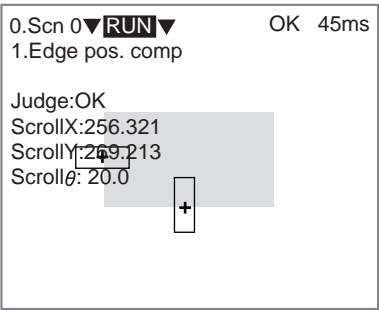 0.Scn 0▼RUN▼ OK 45ms
1.Edge pos. comp
Judge:OK
ScrollX:256.321
ScrollY:269.213
Scrollθ: 20.0